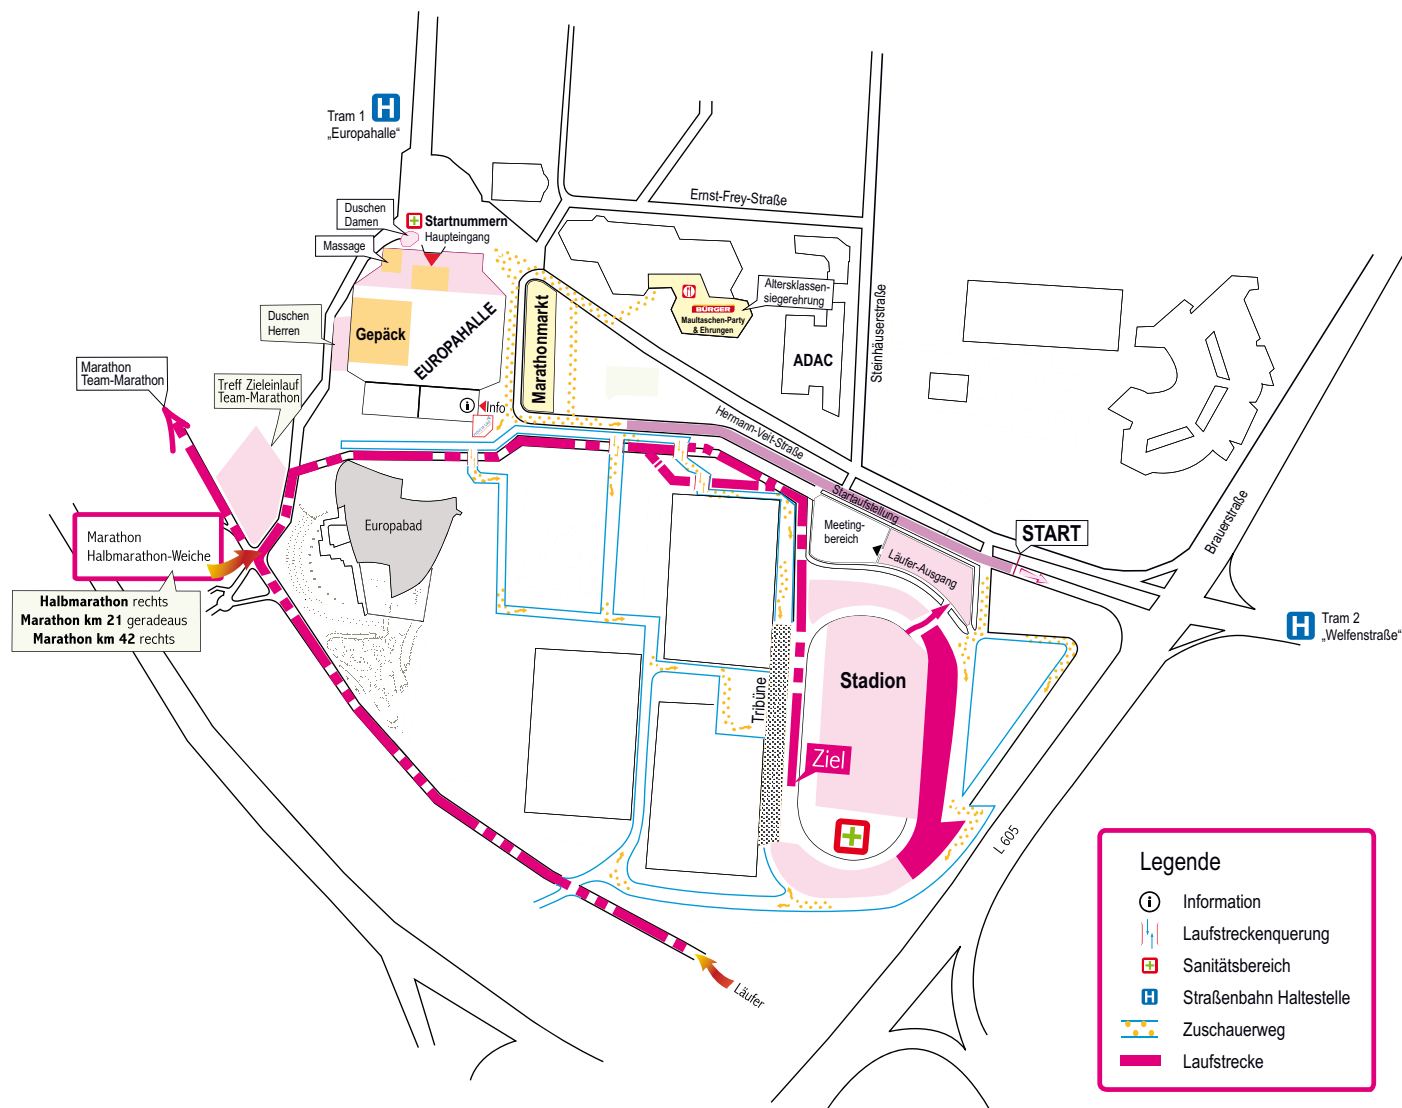 Tram 1
„Europahalle“
H
Duschen
Damen
Massage
Startnummern
Haupteingang
Ernst-Frey-Straße
Duschen
Herren
Gepäck
EUROPAHALLE
Marathonmarkt
BÜRGER
Maultaschen-Party
& Ehrungen
Altersklassen-
siegerehrung
ADAC
Steinhäuserstraße
Marathon
Team-Marathon
Treff Zieleinlauf
Team-Marathon
i
Info
Hermann-Veit-Straße
Startaufstellung
START
Brauerstraße
Meeting-
bereich
Läufer-Ausgang
Europabad
Marathon
Halbmarathon-Weiche
Halbmarathon rechts
Marathon km 21 geradeaus
Marathon km 42 rechts
H
Tram 2
„Welfenstraße“
Stadion
Tribüne
Ziel
L 605
Läufer
Legende
i Information
Laufstreckenquerung
Sanitätsbereich
H Straßenbahn Haltestelle
Zuschauerweg
Laufstrecke